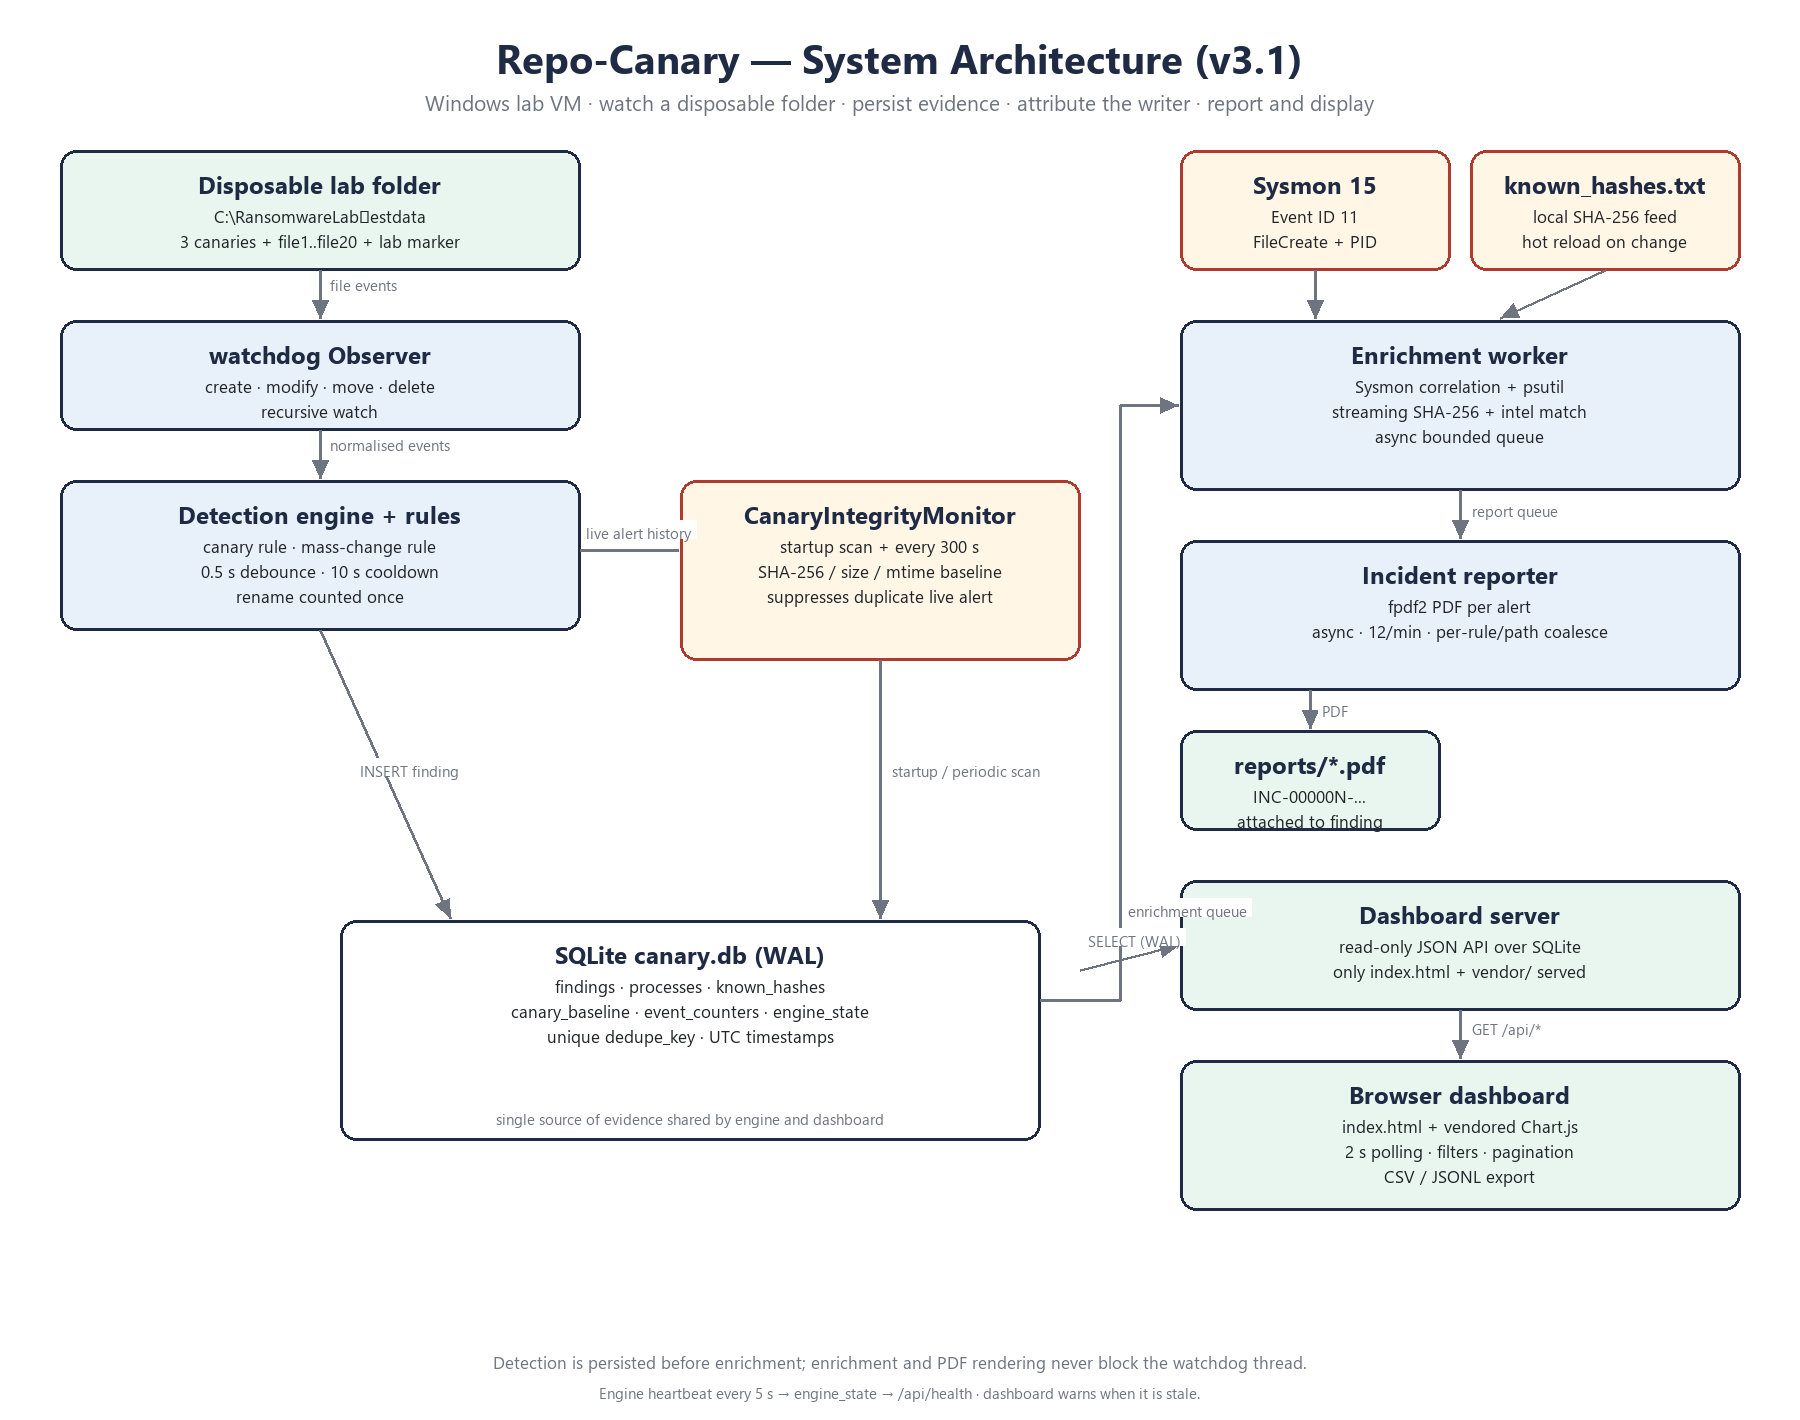 Repo-Canary — System Architecture (v3.1)
Windows lab VM · watch a disposable folder · persist evidence · attribute the writer · report and display
Disposable lab folder
C:\RansomwareLab▯estdata
3 canaries + file1..file20 + lab marker
file events
watchdog Observer
create · modify · move · delete
recursive watch
normalised events
Detection engine + rules
canary rule · mass-change rule
0.5 s debounce · 10 s cooldown
rename counted once
live alert history
CanaryIntegrityMonitor
startup scan + every 300 s
SHA-256 / size / mtime baseline
suppresses duplicate live alert
INSERT finding
startup / periodic scan
SQLite canary.db (WAL)
findings · processes · known_hashes
canary_baseline · event_counters · engine_state
unique dedupe_key · UTC timestamps
single source of evidence shared by engine and dashboard
Sysmon 15
Event ID 11
FileCreate + PID
known_hashes.txt
local SHA-256 feed
hot reload on change
Enrichment worker
Sysmon correlation + psutil
streaming SHA-256 + intel match
async bounded queue
report queue
Incident reporter
fpdf2 PDF per alert
async · 12/min · per-rule/path coalesce
PDF
reports/*.pdf
INC-00000N-...
attached to finding
enrichment queue
SELECT (WAL)
Dashboard server
read-only JSON API over SQLite
only index.html + vendor/ served
GET /api/*
Browser dashboard
index.html + vendored Chart.js
2 s polling · filters · pagination
CSV / JSONL export
Detection is persisted before enrichment; enrichment and PDF rendering never block the watchdog thread.
Engine heartbeat every 5 s → engine_state → /api/health · dashboard warns when it is stale.